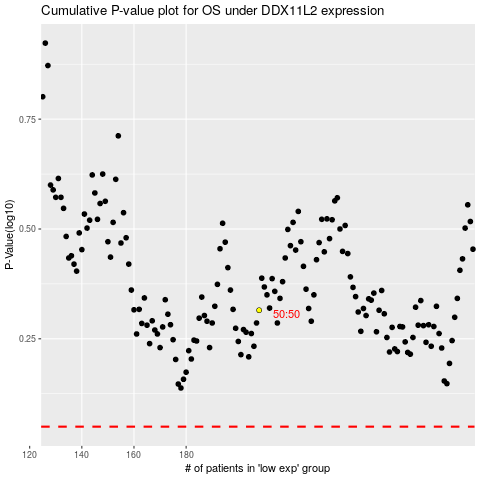 Cumulative P-value plot for OS under DDX11L2 expression
P-Value(log10)
0.75
0.50
0.25
50:50
120 140 160 180
# of patients in 'low exp' group